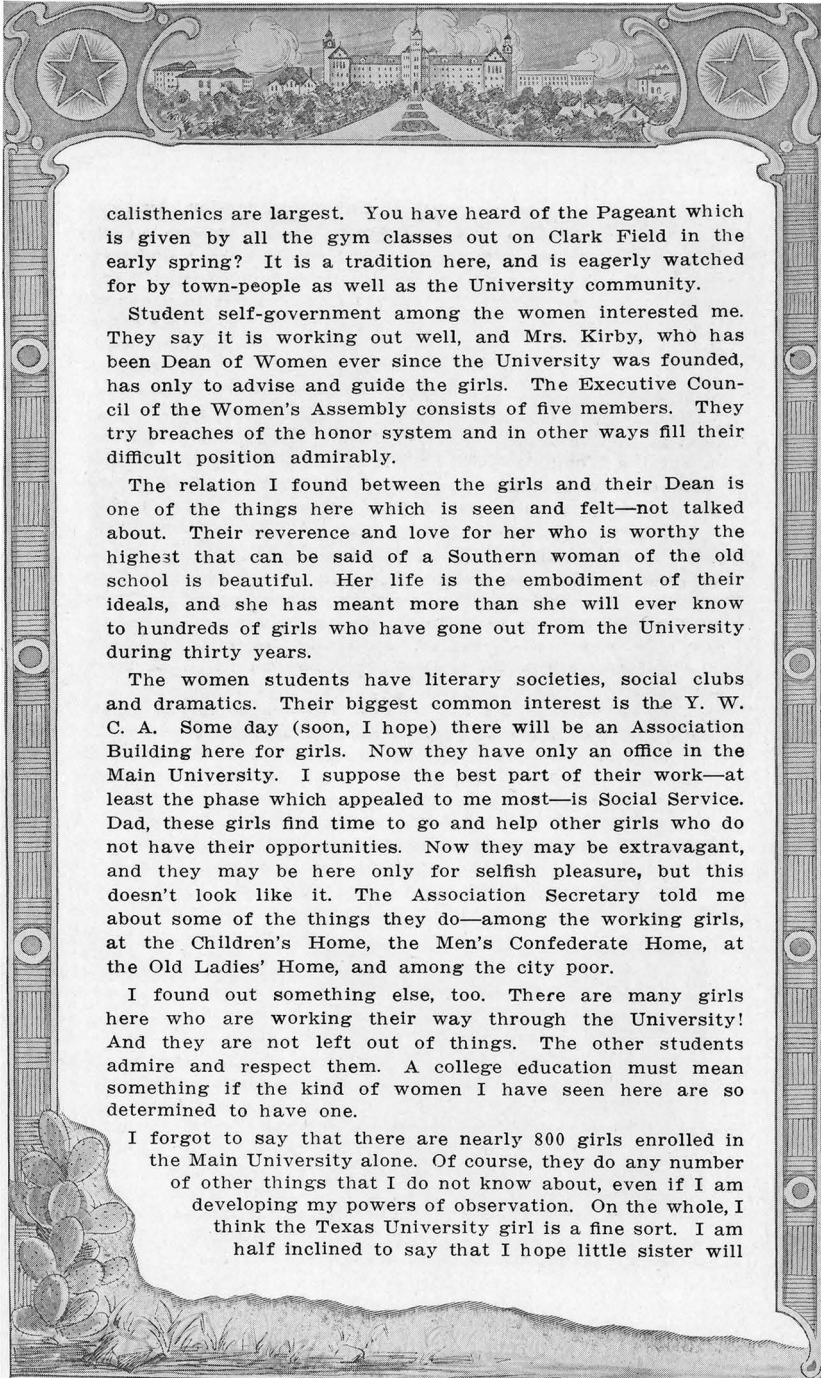 calisthenics are largest. You have heard of the Pageant which
is given by all the gym classes out on Clark Field in the
early spring? It is a tradition here, and is eagerly watched
for by town-people as well as the University community.
Student self-government among the women interested me.
They say it is working out well, and Mrs. Kirby, who has
been Dean of Women ever since the University was founded,
has only to advise and guide the girls. The Executive Coun-
cil of the Women's Assembly consists of five members. They
try breaches of the honor system and in other ways fill their
difficult position admirably.
The relation I found between the girls and their Dean is
one of the things here which is seen and felt—not talked
about. Their reverence and love for her who is worthy the
highest that can be said of a Southern woman of the old
school is beautiful. Her life is the embodiment of their
ideals, and she has meant more than she will ever know
to hundreds of girls who have gone out from the University
during thirty years.
The women students have literary societies, social clubs
and dramatics. Their biggest common interest is the Y. W.
C. A. Some day (soon, I hope) there will be an Association
Building here for girls. Now they have only an office in the
Main University. I suppose the best part of their work—at
least the phase which appealed to me most—is Social Service.
Dad, these girls find time to go and help other girls who do
not have their opportunities. Now they may be extravagant,
and they may be here only for selfish pleasure, but this
doesn't look like it. The Association Secretary told me
about some of the things they do—among the working girls,
at the Children's Home, the Men's Confederate Home, at
the Old Ladies' Home, and among the city poor.
I found out something else, too. There are many girls
here who are working their way through the University!
And they are not left out of things. The other students
admire and respect them. A college education must mean
something if the kind of women I have seen here are so
determined to have one.
I forgot to say that there are nearly 800 girls enrolled in
the Main University alone. Of course, they do any number
of other things that I do not know about, even if I am
developing my powers of observation. On the whole, I
think the Texas University girl is a fine sort. I am
half inclined to say that I hope little sister will